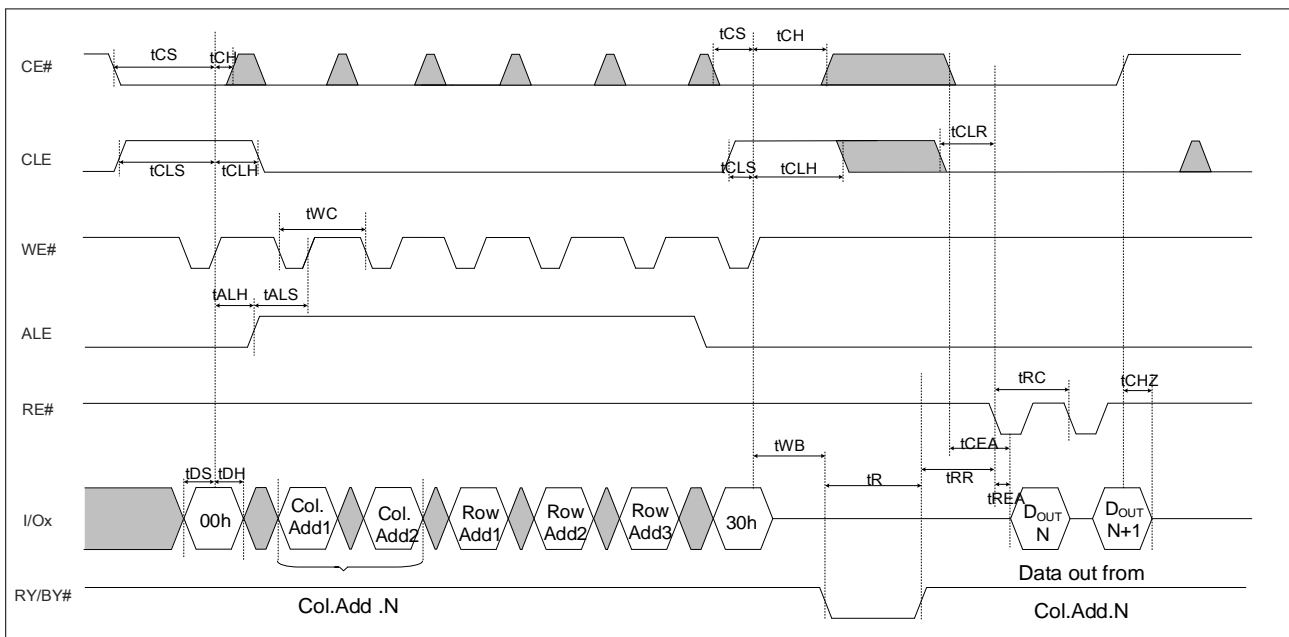 CE#
tCS
tCH
tCS
tCH
CLE
tCLS
tCLH
tCLS
tCLH
tCLR
WE#
tWC
ALE
tALH
tALS
RE#
tRC
tCHZ
tCEA
I/Ox
tDS
tDH
tWB
tR
tRR
tREA
00h
Col.
Add1
Col.
Add2
Row
Add1
Row
Add2
Row
Add3
30h
DOUT
N
DOUT
N+1
RY/BY#
Col.Add .N
Data out from
Col.Add.N